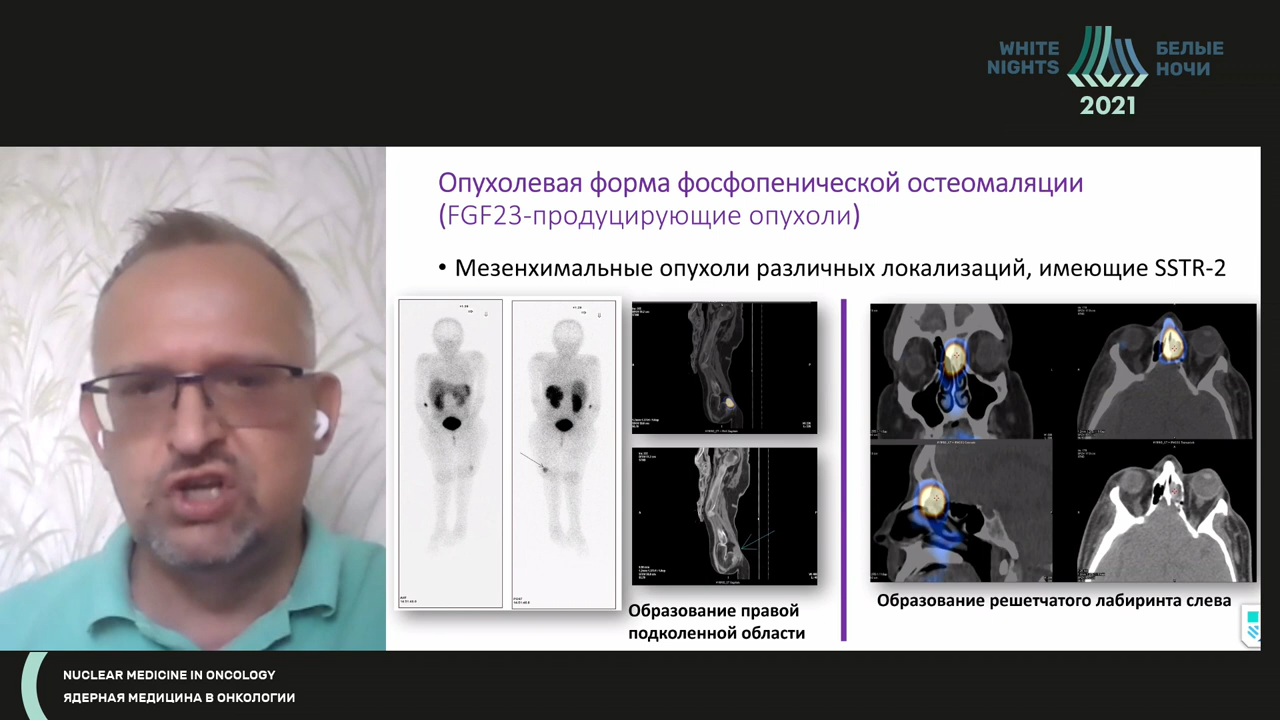 WHITE
NIGHTS
БЕЛЫЕ
НОЧИ
2021
Опухолевая форма фосфопенической остеомаляции
(FGF23-продуцирующие опухоли)
• Мезенхимальные опухоли различных локализаций, имеющие SSTR-2
Образование правой
подколенной области
Образование решетчатого лабиринта слева
NUCLEAR MEDICINE IN ONCOLOGY
ЯДЕРНАЯ МЕДИЦИНА В ОНКОЛОГИИ